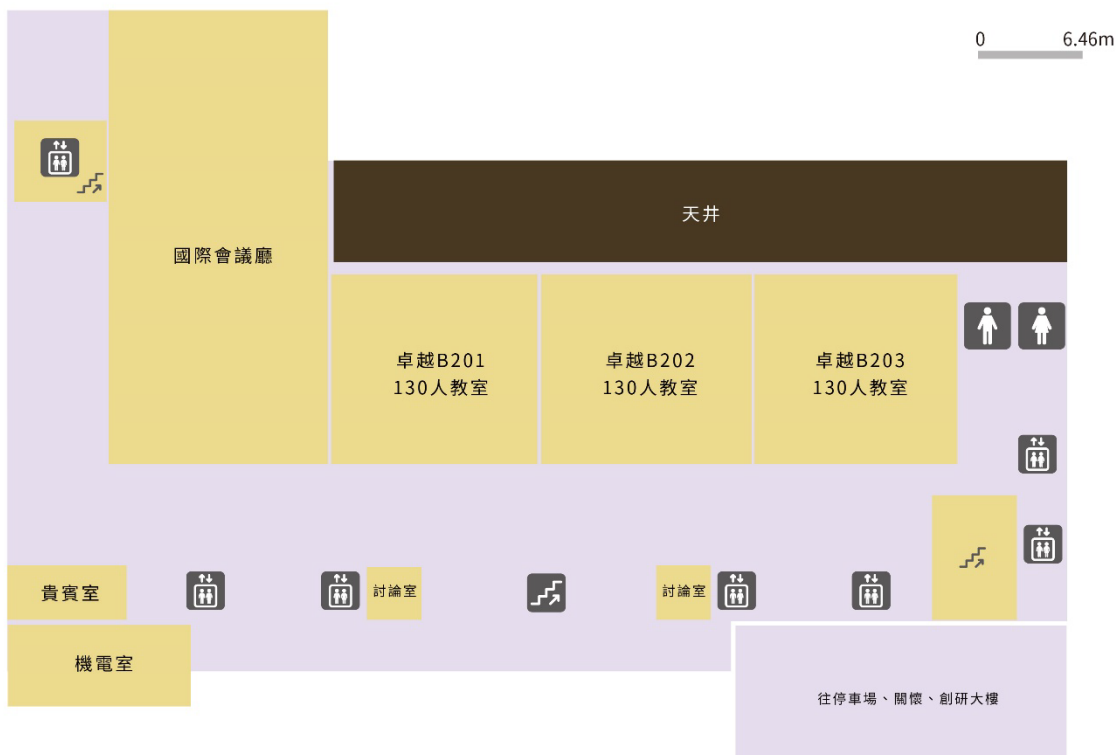 0 6.46m
天井
國際會議廳
卓越B201
130人教室
卓越B202
130人教室
卓越B203
130人教室
貴賓室
討論室
討論室
機電室
往停車場、關懷、創研大樓